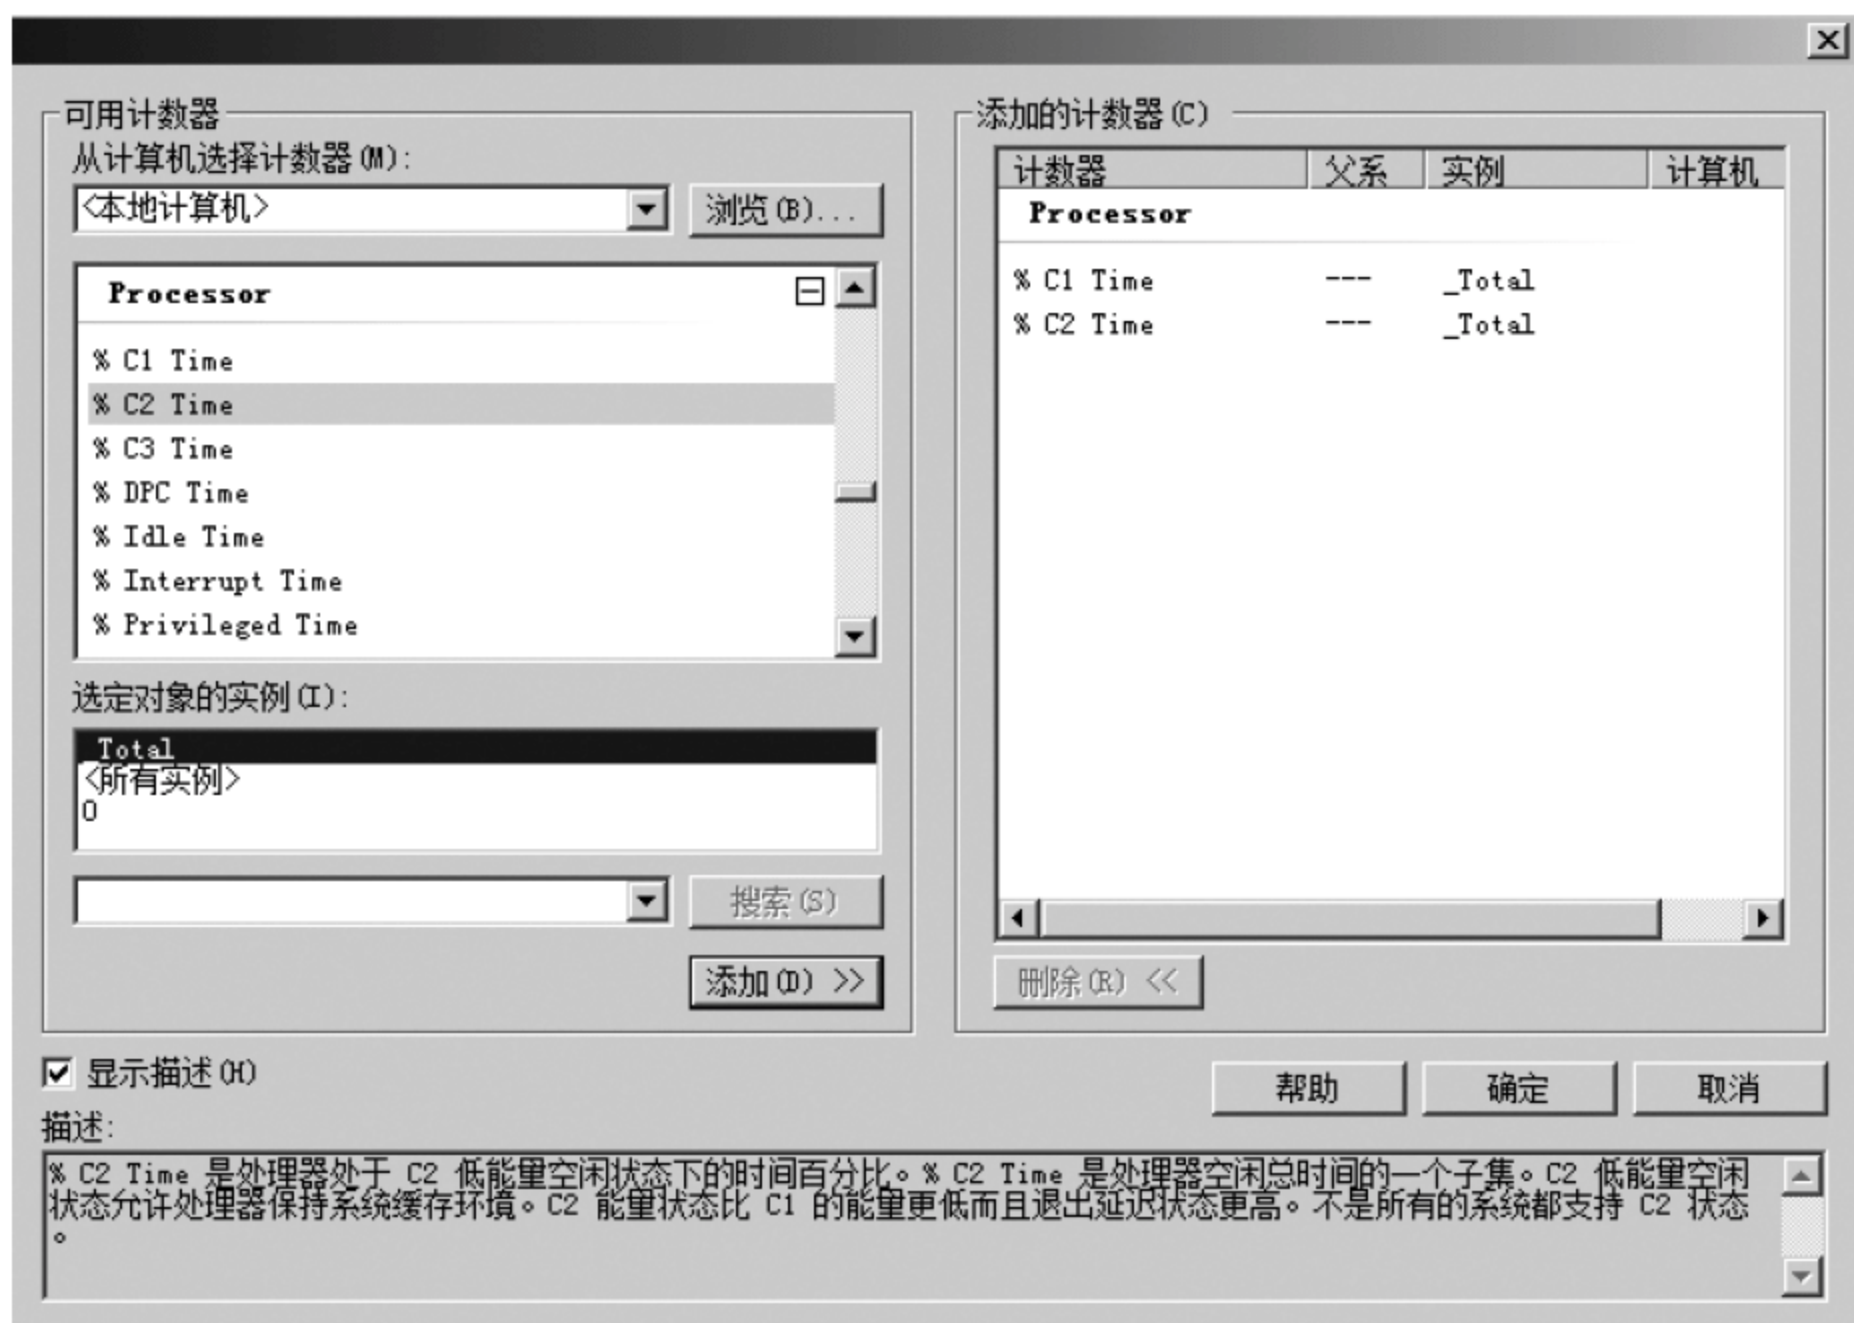 可用计数器
从计算机选择计数器(M):
<本地计算机>
浏览(B)...
Processor
% C1 Time
% C2 Time
% C3 Time
% DPC Time
% Idle Time
% Interrupt Time
% Privileged Time
选定对象的实例(I):
_Total
<所有实例>
0
搜索(S)
添加(D) >>
添加的计数器(C)
计数器 父系 实例 计算机
Processor
% C1 Time --- _Total
% C2 Time --- _Total
删除(R) <<
显示描述(H)
帮助 确定 取消
描述:
% C2 Time 是处理器处于 C2 低能量空闲状态下的时间百分比。% C2 Time 是处理器空闲总时间的一个子集。C2 低能量空闲
状态允许处理器保持系统缓存环境。C2 能量状态比 C1 的能量更低而且退出延迟状态更高。不是所有的系统都支持 C2 状态
。